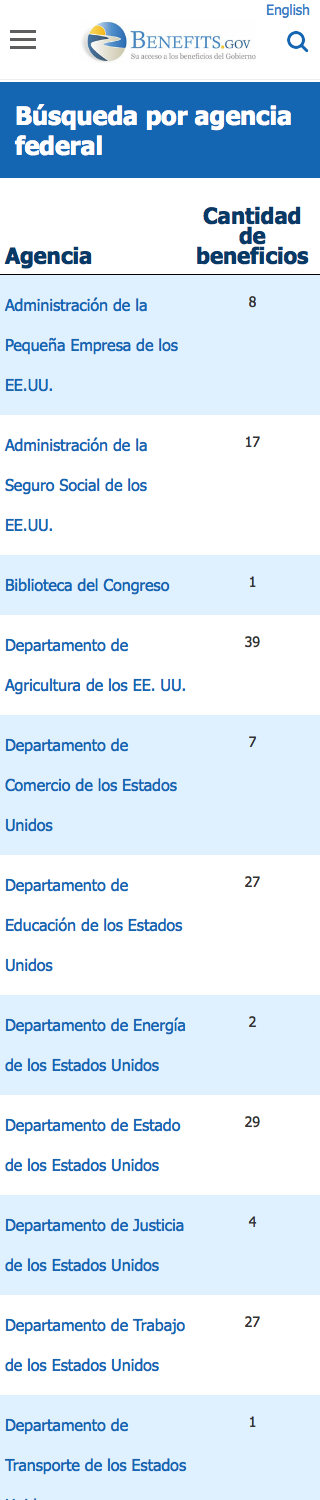 English
BENEFITS.GOV
Su acceso a los beneficios del Gobierno
Búsqueda por agencia
federal
Cantidad
de
Agencia beneficios
Administración de la 8
Pequeña Empresa de los
EE.UU.
Administración de la 17
Seguro Social de los
EE.UU.
Biblioteca del Congreso 1
Departamento de 39
Agricultura de los EE. UU.
Departamento de 7
Comercio de los Estados
Unidos
Departamento de 27
Educación de los Estados
Unidos
Departamento de Energía 2
de los Estados Unidos
Departamento de Estado 29
de los Estados Unidos
Departamento de Justicia 4
de los Estados Unidos
Departamento de Trabajo 27
de los Estados Unidos
Departamento de 1
Transporte de los Estados